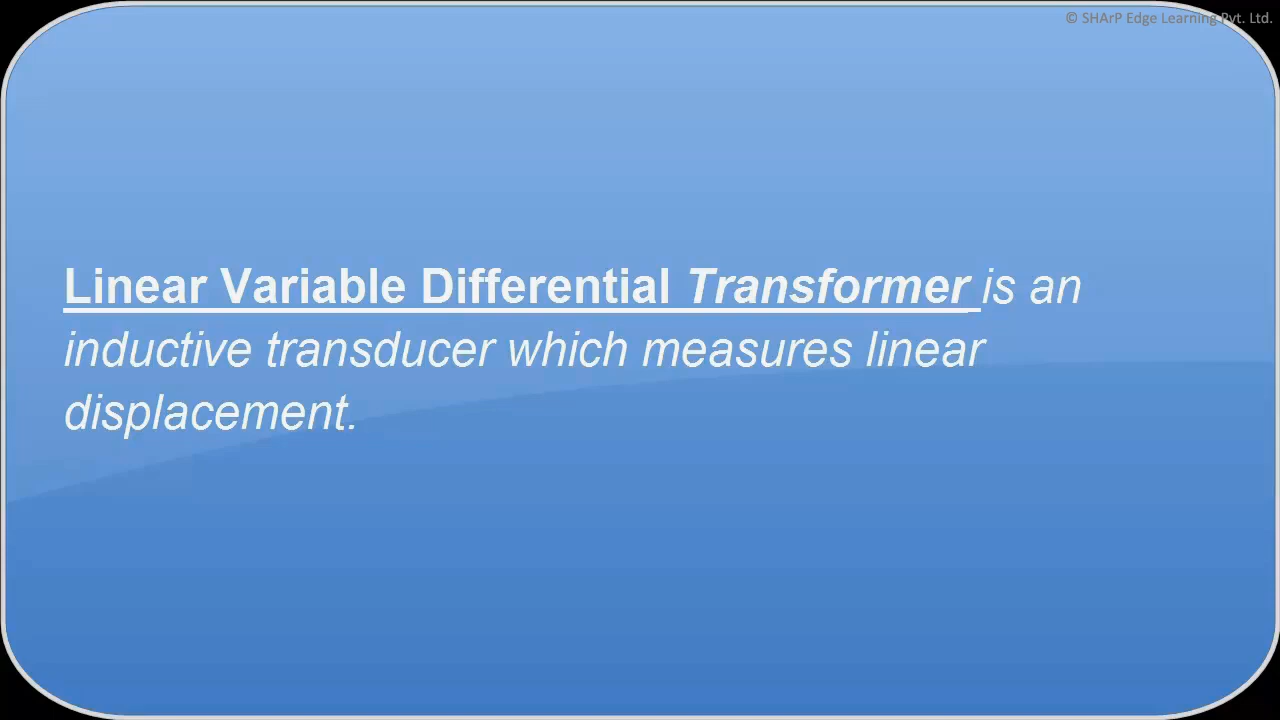 © SHArP Edge Learning Pvt. Ltd.
Linear Variable Differential Transformer is an
inductive transducer which measures linear
displacement.